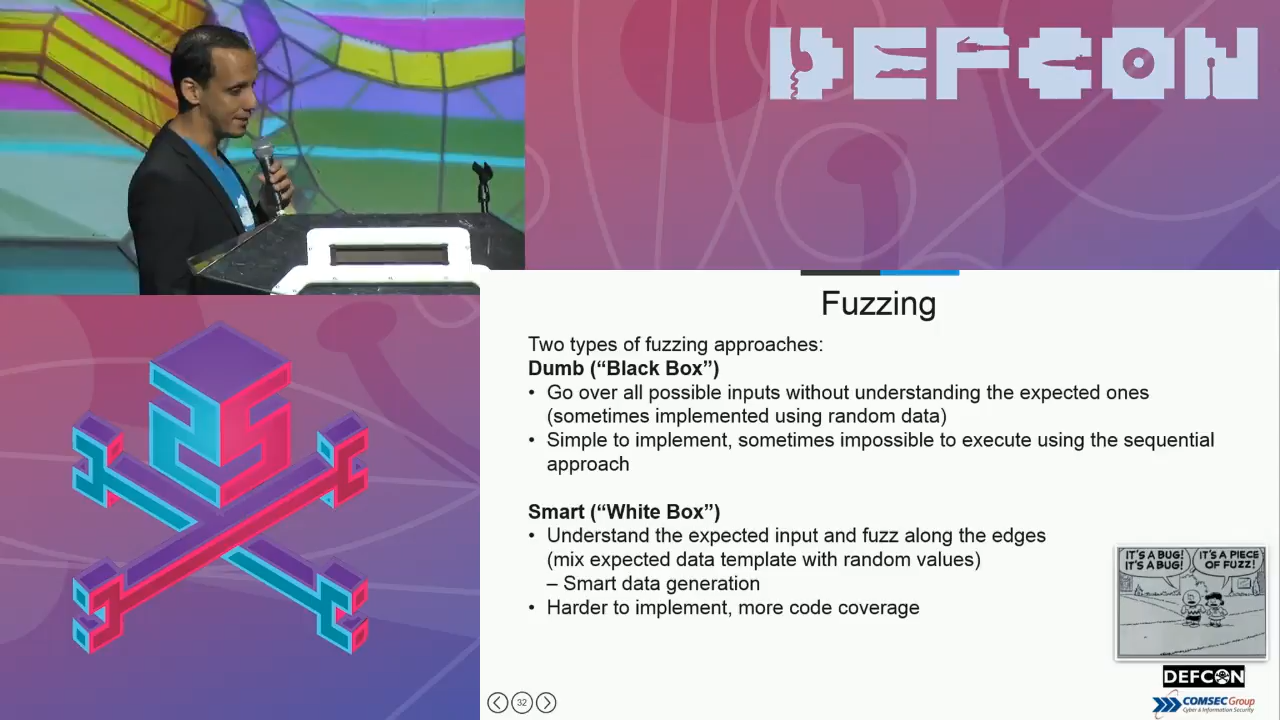 DEFCON
Fuzzing
Two types of fuzzing approaches:
Dumb (“Black Box”)
• Go over all possible inputs without understanding the expected ones
(sometimes implemented using random data)
• Simple to implement, sometimes impossible to execute using the sequential
approach
Smart (“White Box”)
• Understand the expected input and fuzz along the edges
(mix expected data template with random values)
– Smart data generation
• Harder to implement, more code coverage
IT'S A BUG!
IT'S A BUG!
IT'S A PIECE
OF FUZZ!
DEFCON
COMSEC Group
Cyber & Information Security
32